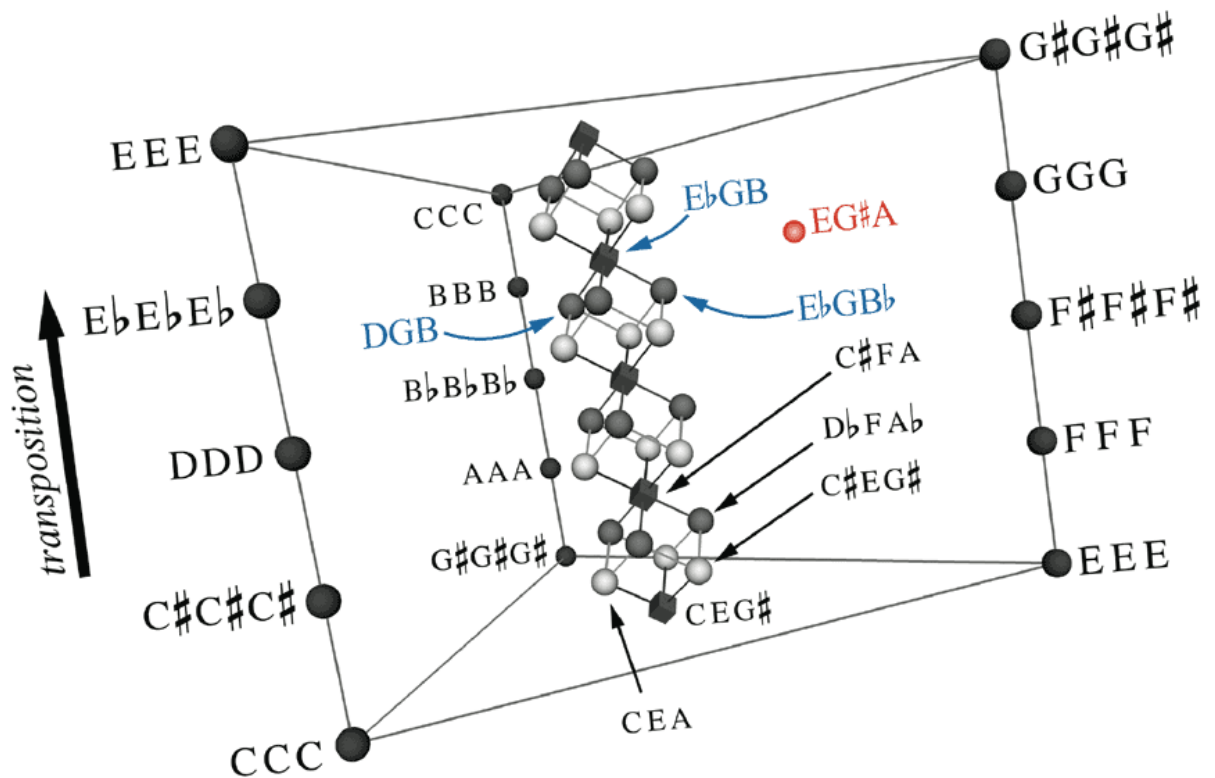 G♯G♯G♯
EEE
GGG
E♭GB
EG♯A
CCC
BBB
E♭GB♭
E♭E♭E♭
F♯F♯F♯
DGB
C♯FA
B♭B♭B♭
transposition
D♭FA♭
FFF
DDD
AAA
C♯EG♯
G♯G♯G♯
EEE
C♯C♯C♯
CEG♯
CEA
CCC